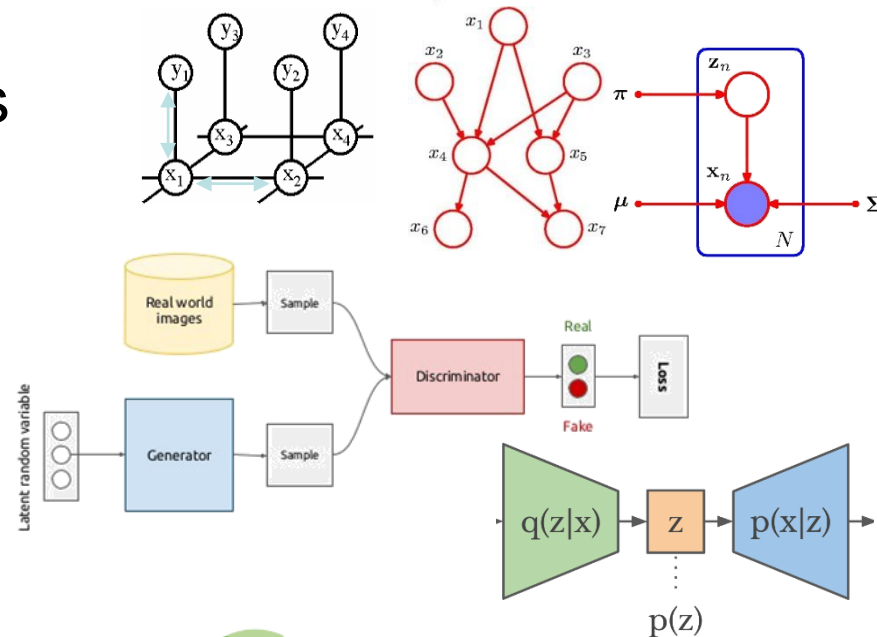 s
y₃
y₄
y₁
y₂
x₃
x₄
x₁
x₂
x₁
x₂
x₃
x₄
x₅
x₆
x₇
π
zₙ
xₙ
μ
Σ
N
Real world
images
Sample
Discriminator
Real
Fake
Loss
Latent random variable
Generator
Sample
q(z|x)
z
p(x|z)
p(z)